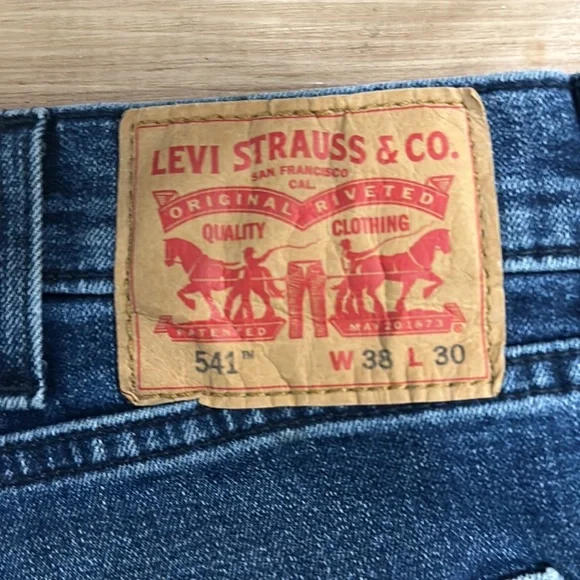 LEVI STRAUSS & CO.
SAN FRANCISCO
CAL.
ORIGINAL RIVETED
QUALITY CLOTHING
PATENTED MAY 20 1873
541™ W 38 L 30